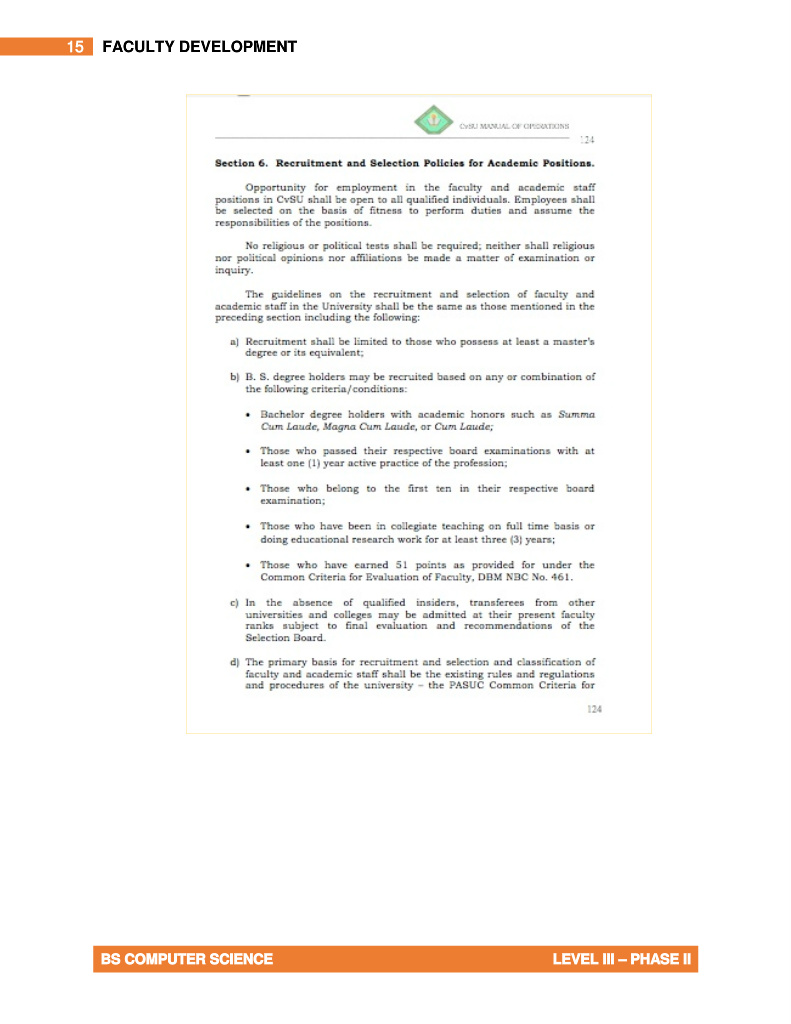 15 FACULTY DEVELOPMENT
CvSU MANUAL OF OPERATIONS
124
Section 6. Recruitment and Selection Policies for Academic Positions.
Opportunity for employment in the faculty and academic staff
positions in CvSU shall be open to all qualified individuals. Employees shall
be selected on the basis of fitness to perform duties and assume the
responsibilities of the positions.
No religious or political tests shall be required; neither shall religious
nor political opinions nor affiliations be made a matter of examination or
inquiry.
The guidelines on the recruitment and selection of faculty and
academic staff in the University shall be the same as those mentioned in the
preceding section including the following:
a) Recruitment shall be limited to those who possess at least a master's
degree or its equivalent;
b) B. S. degree holders may be recruited based on any or combination of
the following criteria/conditions:
• Bachelor degree holders with academic honors such as Summa
Cum Laude, Magna Cum Laude, or Cum Laude;
• Those who passed their respective board examinations with at
least one (1) year active practice of the profession;
• Those who belong to the first ten in their respective board
examination;
• Those who have been in collegiate teaching on full time basis or
doing educational research work for at least three (3) years;
• Those who have earned 51 points as provided for under the
Common Criteria for Evaluation of Faculty, DBM NBC No. 461.
c) In the absence of qualified insiders, transferees from other
universities and colleges may be admitted at their present faculty
ranks subject to final evaluation and recommendations of the
Selection Board.
d) The primary basis for recruitment and selection and classification of
faculty and academic staff shall be the existing rules and regulations
and procedures of the university – the PASUC Common Criteria for
124
BS COMPUTER SCIENCE LEVEL III – PHASE II